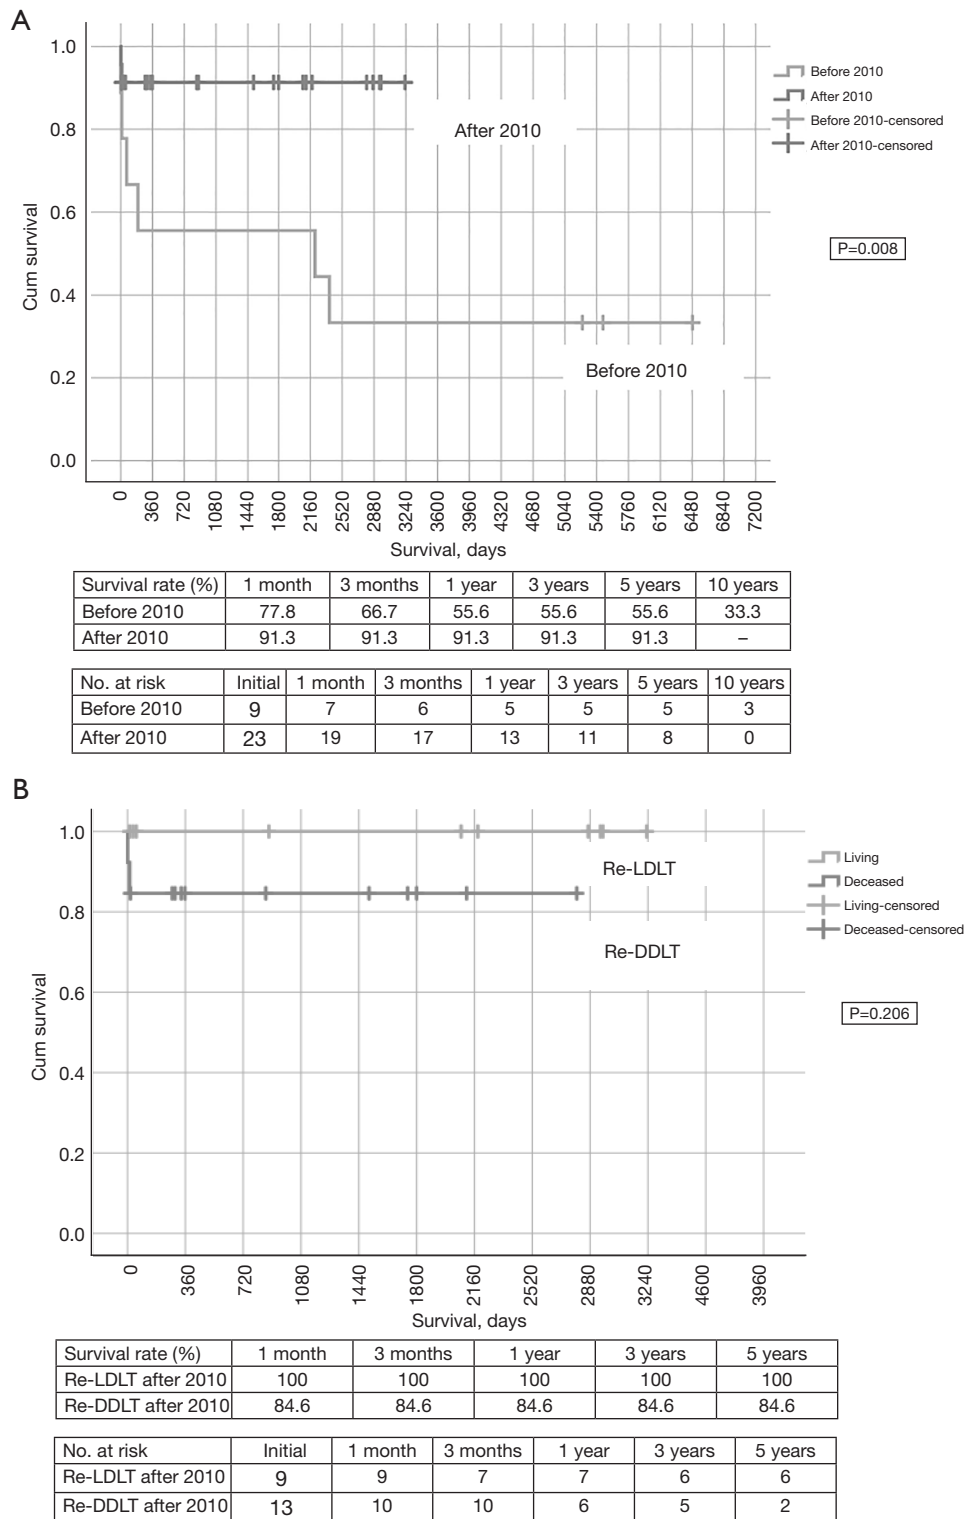 A
1.0
0.8
0.6
0.4
0.2
0.0
Cum survival
After 2010
Before 2010
Before 2010
After 2010
Before 2010-censored
After 2010-censored
P=0.008
0 360 720 1080 1440 1800 2160 2520 2880 3240 3600 3960 4320 4680 5040 5400 5760 6120 6480 6840 7200
Survival, days
Survival rate (%) 1 month 3 months 1 year 3 years 5 years 10 years
Before 2010 77.8 66.7 55.6 55.6 55.6 33.3
After 2010 91.3 91.3 91.3 91.3 91.3 –
No. at risk Initial 1 month 3 months 1 year 3 years 5 years 10 years
Before 2010 9 7 6 5 5 5 3
After 2010 23 19 17 13 11 8 0
B
1.0
0.8
0.6
0.4
0.2
0.0
Cum survival
Re-LDLT
Re-DDLT
Living
Deceased
Living-censored
Deceased-censored
P=0.206
0 360 720 1080 1440 1800 2160 2520 2880 3240 4600 3960
Survival, days
Survival rate (%) 1 month 3 months 1 year 3 years 5 years
Re-LDLT after 2010 100 100 100 100 100
Re-DDLT after 2010 84.6 84.6 84.6 84.6 84.6
No. at risk Initial 1 month 3 months 1 year 3 years 5 years
Re-LDLT after 2010 9 9 7 7 6 6
Re-DDLT after 2010 13 10 10 6 5 2